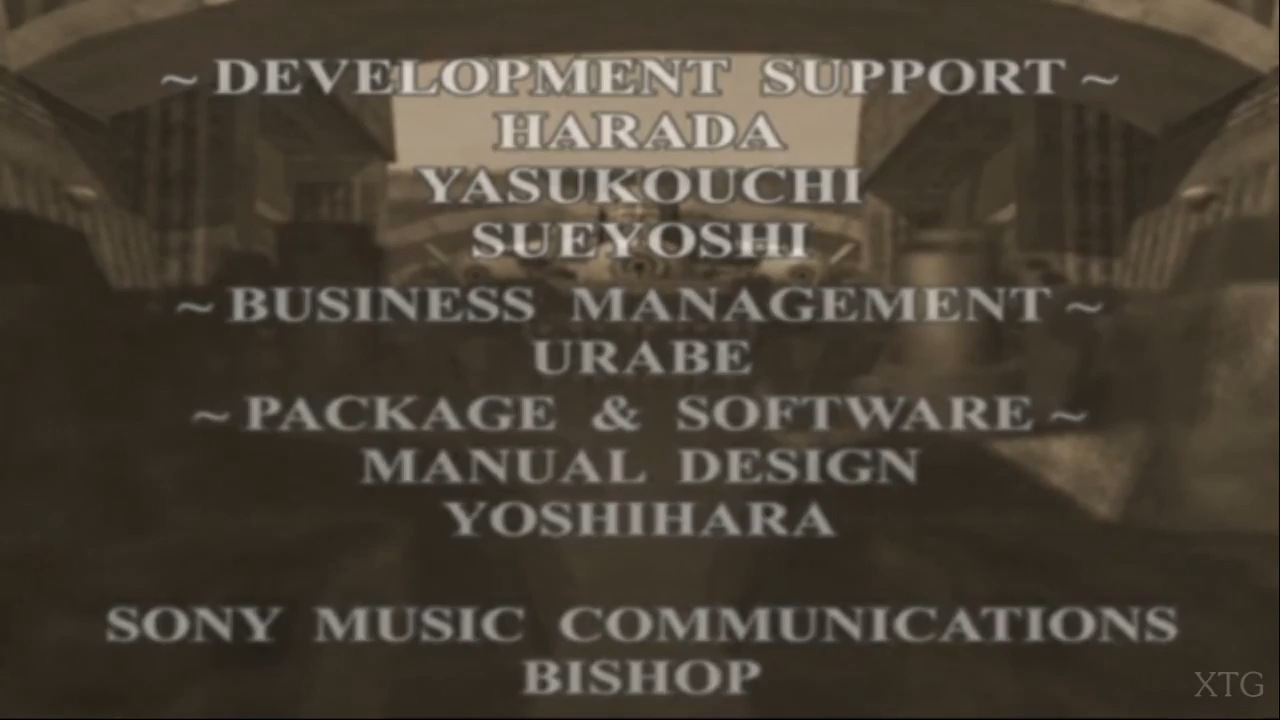 ~ DEVELOPMENT SUPPORT ~
HARADA
YASUKOUCHI
SUEYOSHI
~ BUSINESS MANAGEMENT ~
URABE
~ PACKAGE & SOFTWARE ~
MANUAL DESIGN
YOSHIHARA
SONY MUSIC COMMUNICATIONS
BISHOP
XTG